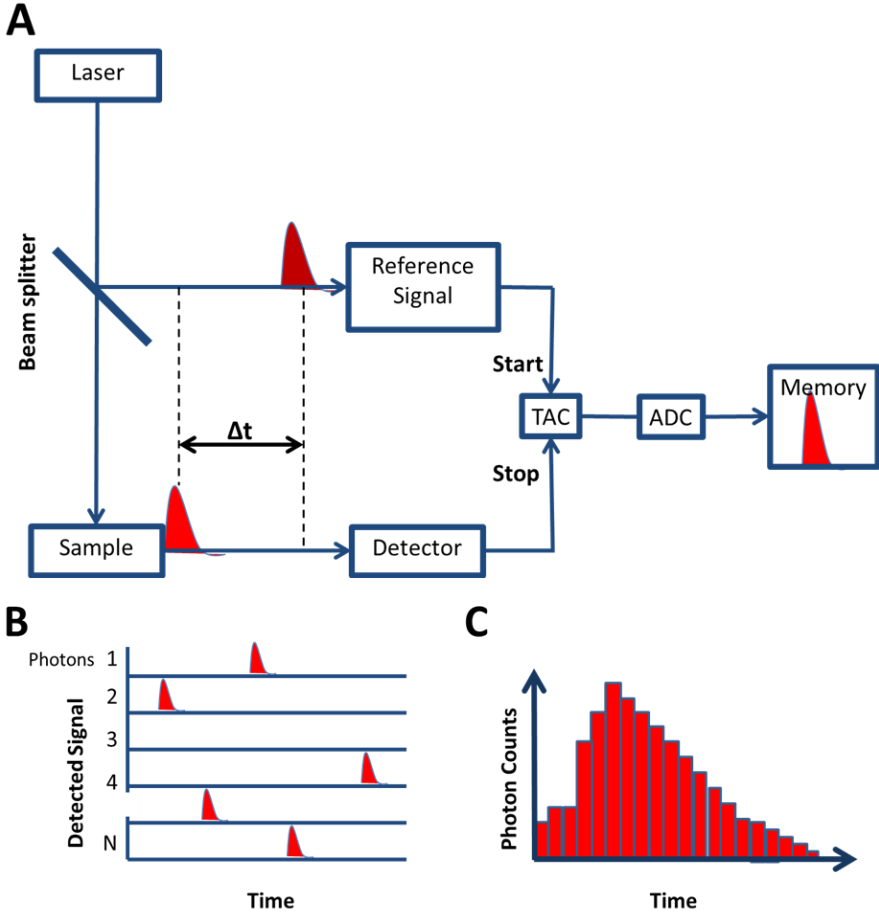 A
Laser
Beam splitter
Reference
Signal
Start
Δt
TAC
ADC
Memory
Stop
Sample
Detector
B
Photons 1
2
3
4
N
Detected Signal
Time
C
Photon Counts
Time